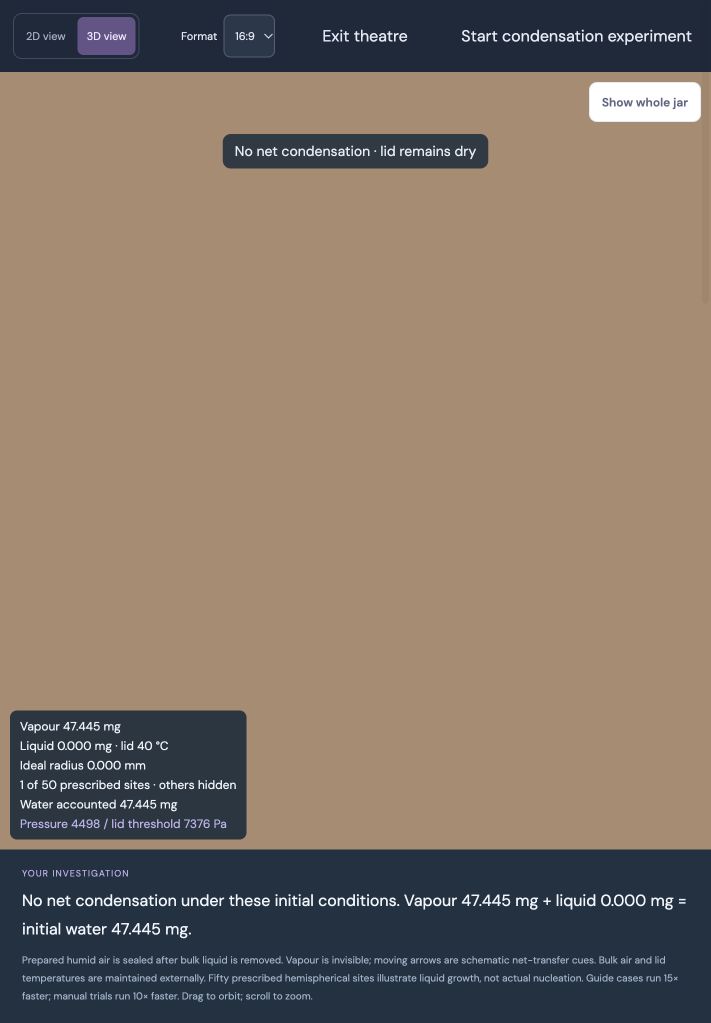 2D view 3D view Format 16:9 Exit theatre Start condensation experiment
Show whole jar
No net condensation · lid remains dry
Vapour 47.445 mg
Liquid 0.000 mg · lid 40 °C
Ideal radius 0.000 mm
1 of 50 prescribed sites · others hidden
Water accounted 47.445 mg
Pressure 4498 / lid threshold 7376 Pa
YOUR INVESTIGATION
No net condensation under these initial conditions. Vapour 47.445 mg + liquid 0.000 mg =
initial water 47.445 mg.
Prepared humid air is sealed after bulk liquid is removed. Vapour is invisible; moving arrows are schematic net-transfer cues. Bulk air and lid
temperatures are maintained externally. Fifty prescribed hemispherical sites illustrate liquid growth, not actual nucleation. Guide cases run 15×
faster; manual trials run 10× faster. Drag to orbit; scroll to zoom.